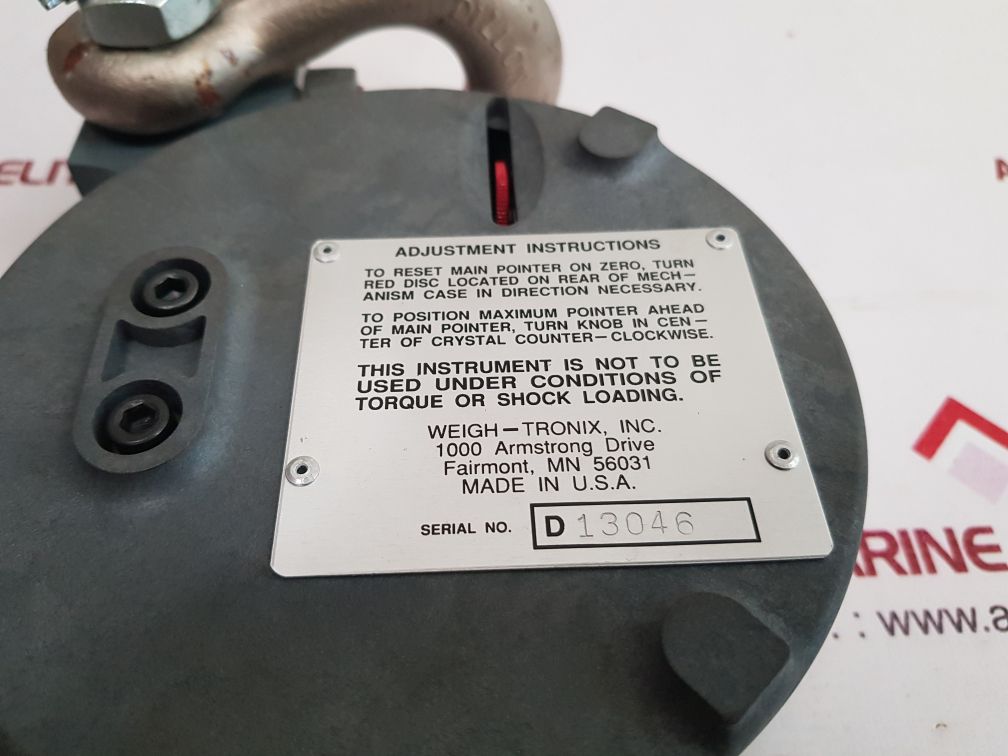 ADJUSTMENT INSTRUCTIONS
TO RESET MAIN POINTER ON ZERO, TURN
RED DISC LOCATED ON REAR OF MECH–
ANISM CASE IN DIRECTION NECESSARY.
TO POSITION MAXIMUM POINTER AHEAD
OF MAIN POINTER, TURN KNOB IN CEN–
TER OF CRYSTAL COUNTER–CLOCKWISE.
THIS INSTRUMENT IS NOT TO BE
USED UNDER CONDITIONS OF
TORQUE OR SHOCK LOADING.
WEIGH–TRONIX, INC.
1000 Armstrong Drive
Fairmont, MN 56031
MADE IN U.S.A.
SERIAL NO. D 13046
ARINE
: www.a